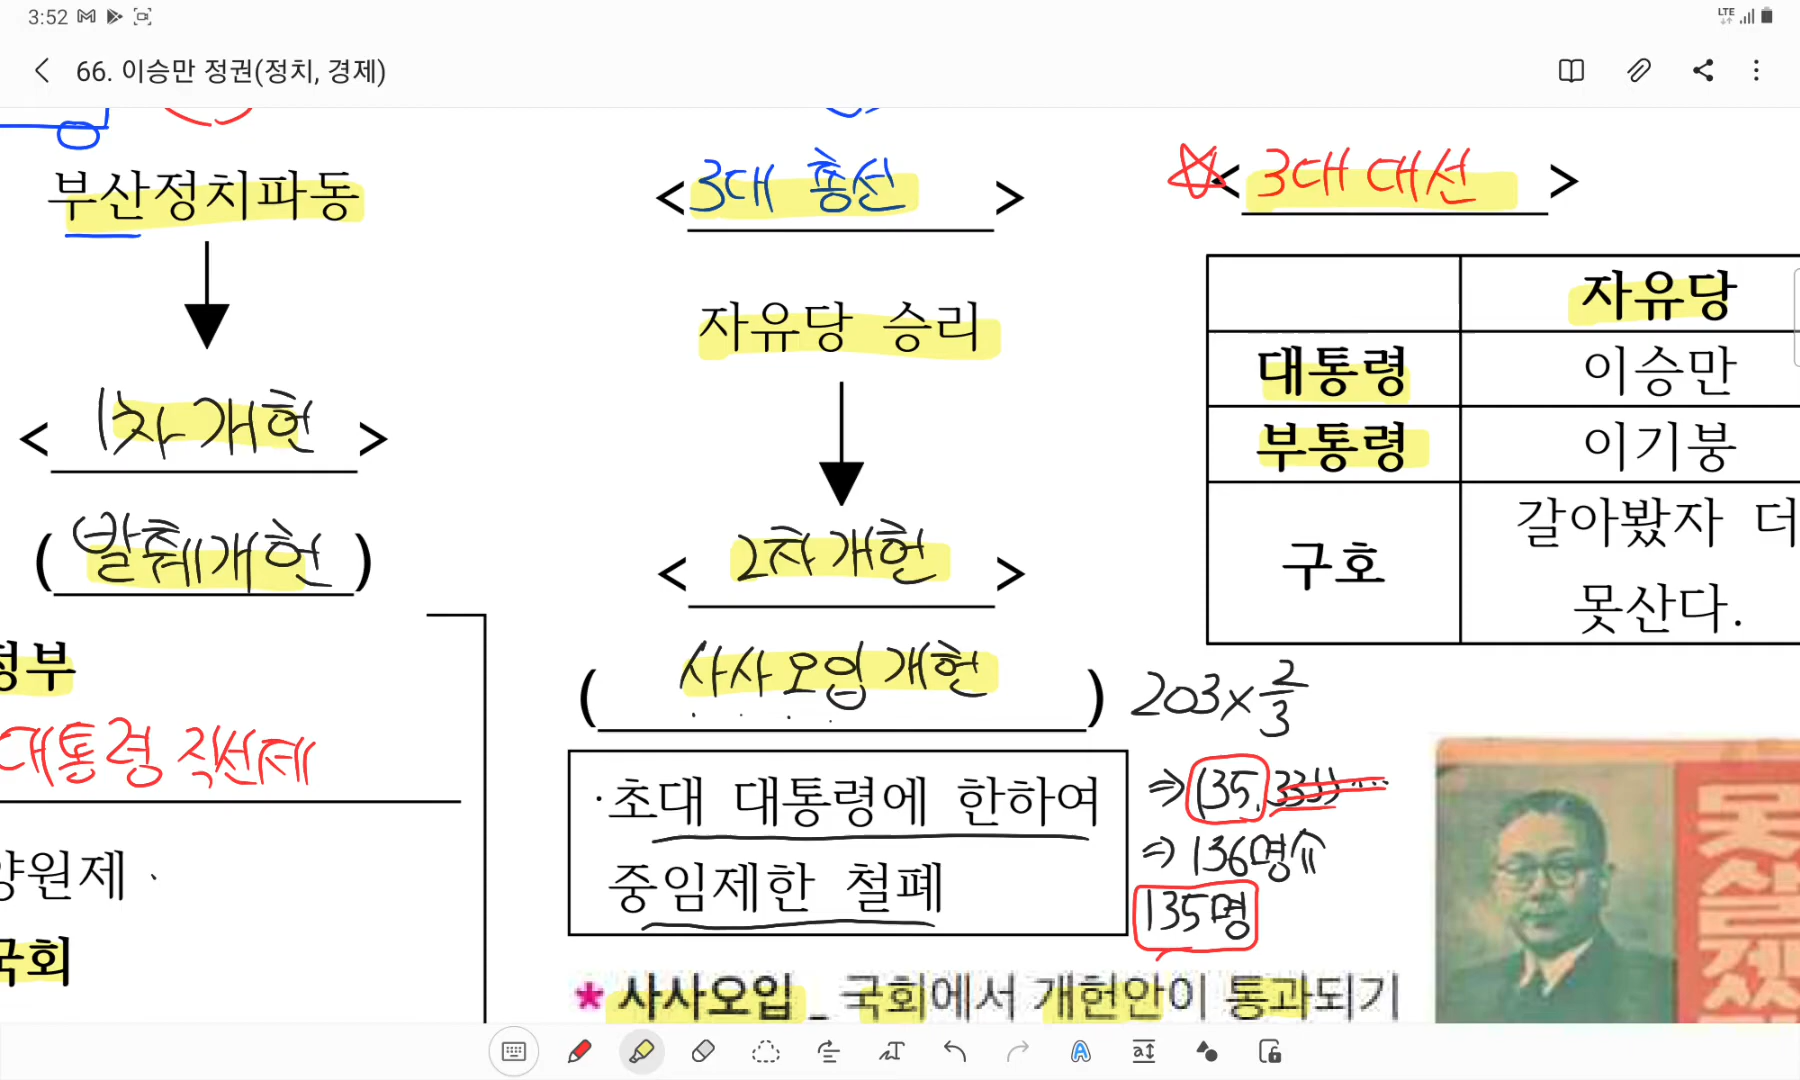 3:52
LTE
66. 이승만 정권(정치, 경제)
부산정치파동
<1차 개헌>
(발췌개헌)
정부
대통령 직선제
양원제
국회
<3대 총선>
자유당 승리
<2차 개헌>
(사사오입 개헌)
·초대 대통령에 한하여
중임제한 철폐
* 사사오입_ 국회에서 개헌안이 통과되기
<3대 대선>
자유당
대통령 이승만
부통령 이기붕
구호 갈아봤자 더
못산다.
203 × 2/3
⇒ 135.333···
⇒ 136명 ⇑
135명
못
살